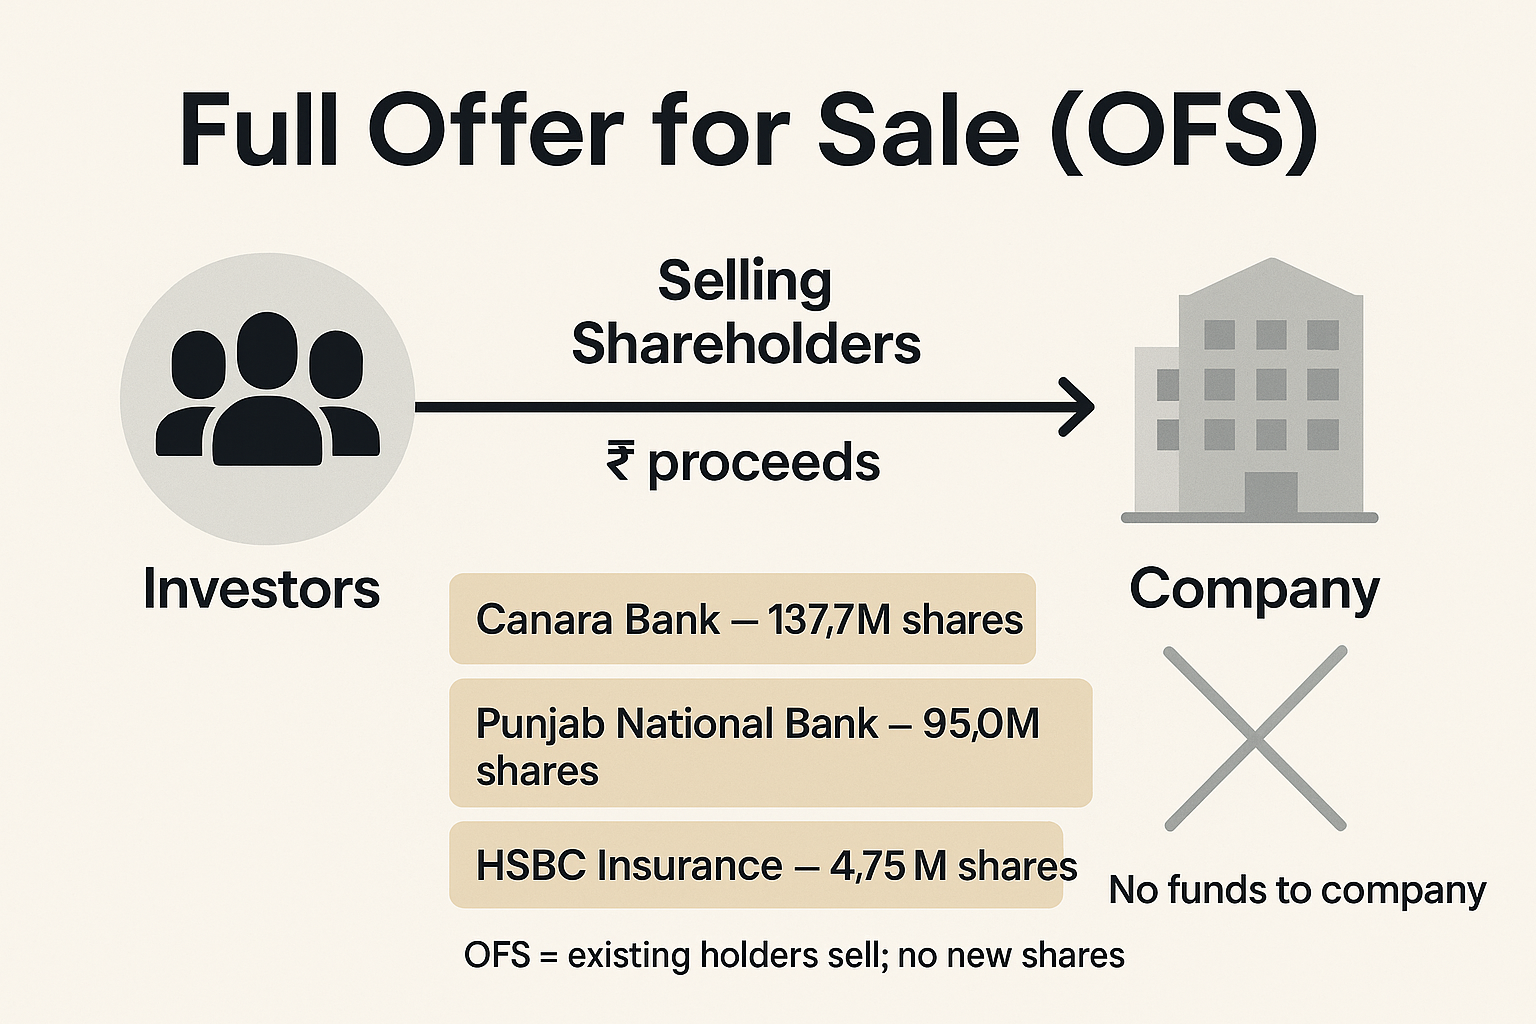 Full Offer for Sale (OFS)
Selling
Shareholders
₹ proceeds
Investors
Company
Canara Bank – 137,7M shares
Punjab National Bank – 95,0M
shares
HSBC Insurance – 4,75 M shares
No funds to company
OFS = existing holders sell; no new shares